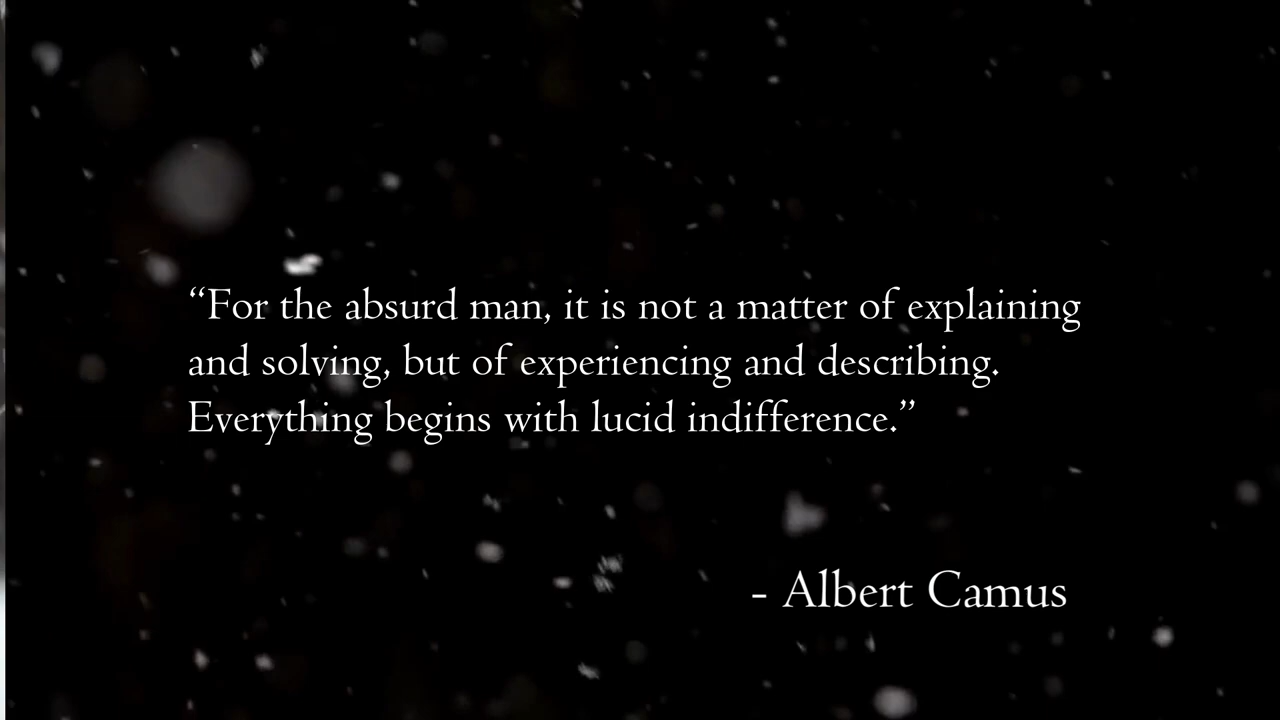 “For the absurd man, it is not a matter of explaining
and solving, but of experiencing and describing.
Everything begins with lucid indifference.”
- Albert Camus